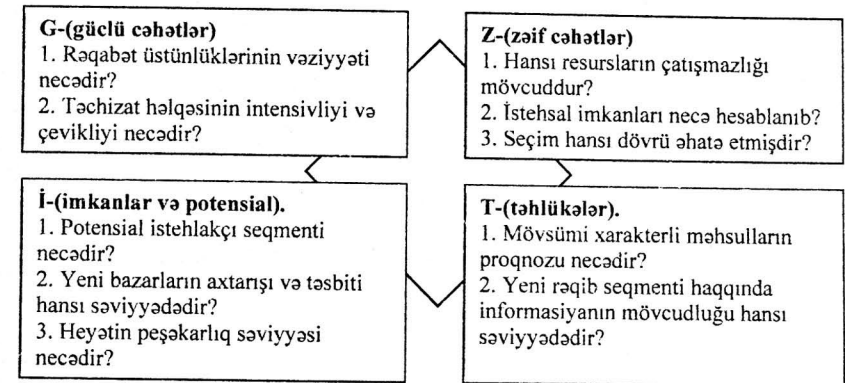 G-(güclü cəhətlər)
1. Rəqabət üstünlüklərinin vəziyyəti
necədir?
2. Təchizat həlqəsinin intensivliyi və
çevikliyi necədir?
Z-(zəif cəhətlər)
1. Hansı resursların çatışmazlığı
mövcuddur?
2. İstehsal imkanları necə hesablanıb?
3. Seçim hansı dövrü əhatə etmişdir?
İ-(imkanlar və potensial).
1. Potensial istehlakçı seqmenti
necədir?
2. Yeni bazarların axtarışı və təsbiti
hansı səviyyədədir?
3. Heyətin peşəkarlıq səviyyəsi
necədir?
T-(təhlükələr).
1. Mövsümi xarakterli məhsulların
proqnozu necədir?
2. Yeni rəqib seqmenti haqqında
informasiyanın mövcudluğu hansı
səviyyədədir?